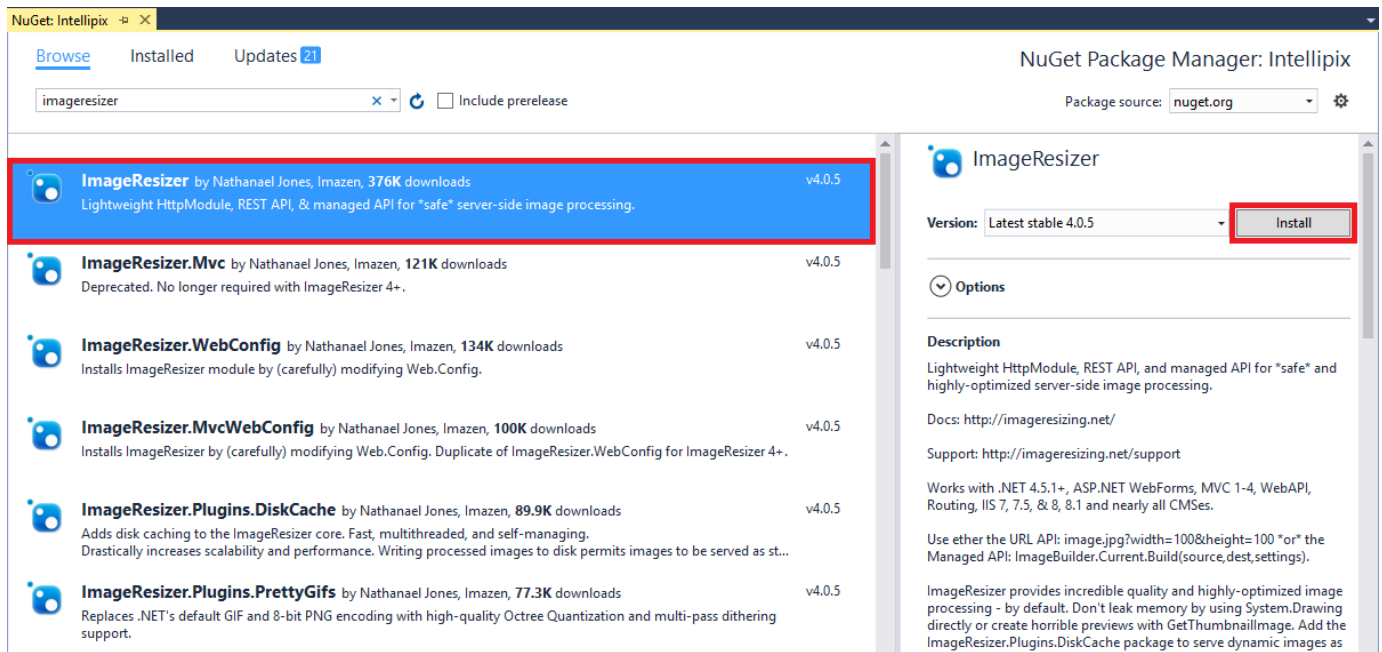 NuGet: Intellipix
Browse Installed Updates 21
NuGet Package Manager: Intellipix
imageresizer
Include prerelease
Package source: nuget.org
ImageResizer by Nathanael Jones, Imazen, 376K downloads v4.0.5
Lightweight HttpModule, REST API, & managed API for *safe* server-side image processing.
ImageResizer.Mvc by Nathanael Jones, Imazen, 121K downloads v4.0.5
Deprecated. No longer required with ImageResizer 4+.
ImageResizer.WebConfig by Nathanael Jones, Imazen, 134K downloads v4.0.5
Installs ImageResizer module by (carefully) modifying Web.Config.
ImageResizer.MvcWebConfig by Nathanael Jones, Imazen, 100K downloads v4.0.5
Installs ImageResizer by (carefully) modifying Web.Config. Duplicate of ImageResizer.WebConfig for ImageResizer 4+.
ImageResizer.Plugins.DiskCache by Nathanael Jones, Imazen, 89.9K downloads v4.0.5
Adds disk caching to the ImageResizer core. Fast, multithreaded, and self-managing.
Drastically increases scalability and performance. Writing processed images to disk permits images to be served as st...
ImageResizer.Plugins.PrettyGifs by Nathanael Jones, Imazen, 77.3K downloads v4.0.5
Replaces .NET's default GIF and 8-bit PNG encoding with high-quality Octree Quantization and multi-pass dithering
support.
ImageResizer
Version: Latest stable 4.0.5 Install
Options
Description
Lightweight HttpModule, REST API, and managed API for *safe* and
highly-optimized server-side image processing.
Docs: http://imageresizing.net/
Support: http://imageresizing.net/support
Works with .NET 4.5.1+, ASP.NET WebForms, MVC 1-4, WebAPI,
Routing, IIS 7, 7.5, & 8, 8.1 and nearly all CMSes.
Use ether the URL API: image.jpg?width=100&height=100 *or* the
Managed API: ImageBuilder.Current.Build(source,dest,settings).
ImageResizer provides incredible quality and highly-optimized image
processing - by default. Don't leak memory by using System.Drawing
directly or create horrible previews with GetThumbnailImage. Add the
ImageResizer.Plugins.DiskCache package to serve dynamic images as